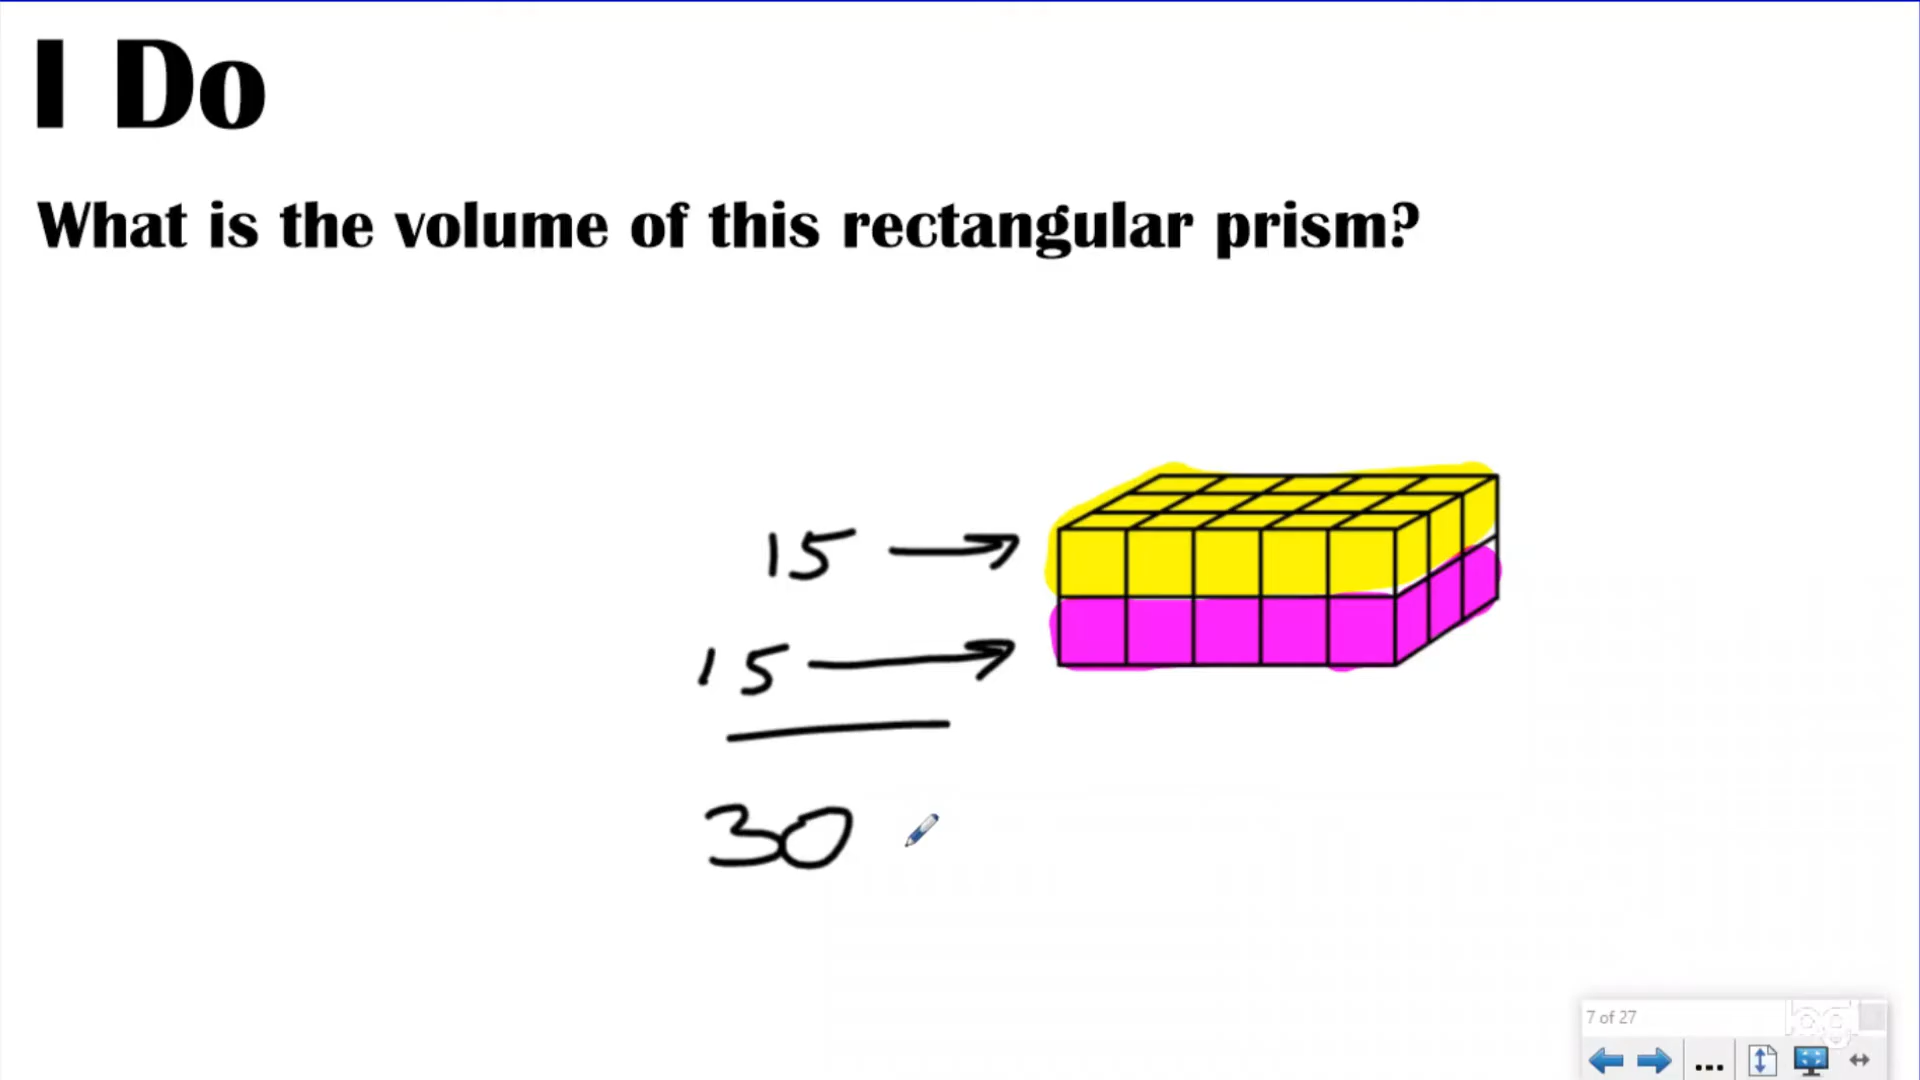 I Do
What is the volume of this rectangular prism?
15
15
30
7 of 27
...